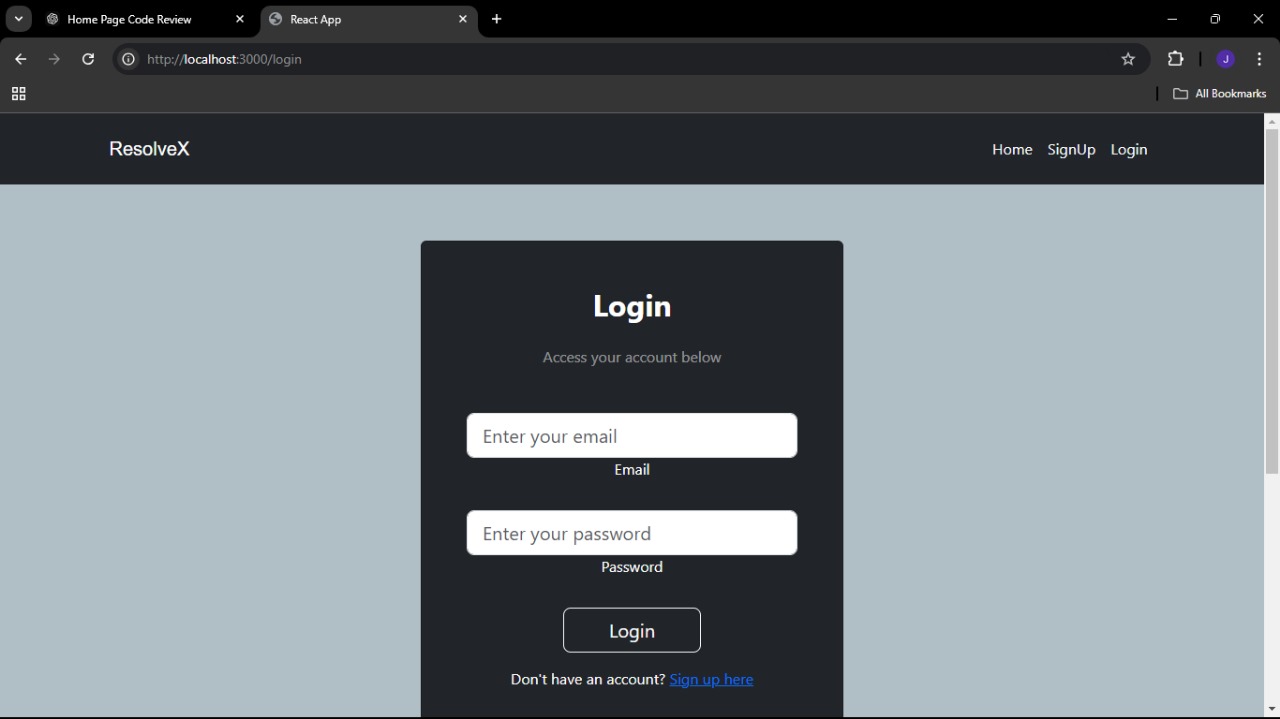 Home Page Code Review
React App
http://localhost:3000/login
J
All Bookmarks
ResolveX
Home SignUp Login
Login
Access your account below
Enter your email
Email
Enter your password
Password
Login
Don't have an account? Sign up here